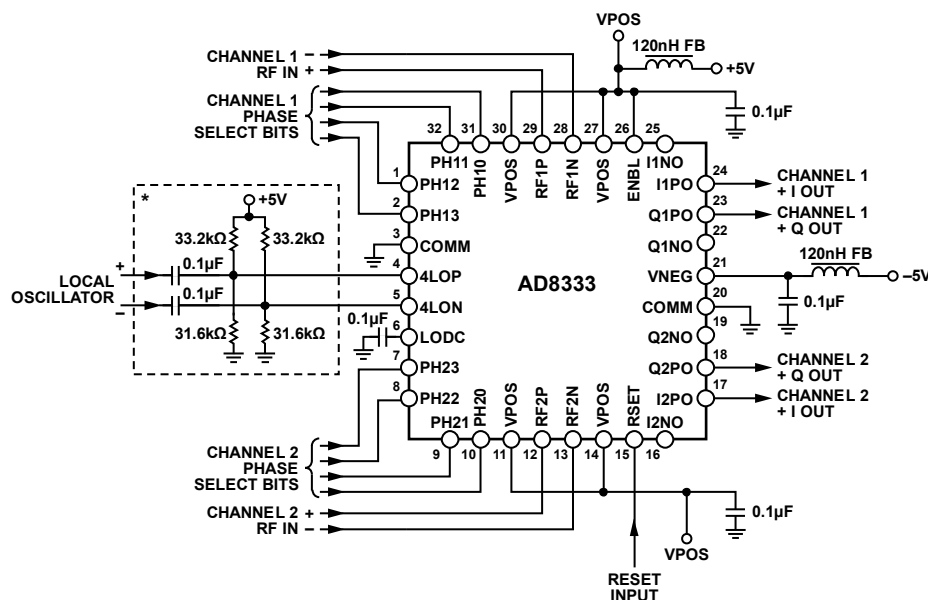 VPOS
120nH FB
+5V
0.1µF
CHANNEL 1 –
RF IN +
CHANNEL 1
PHASE
SELECT BITS
32 31 30 29 28 27 26 25
PH11 PH10 VPOS RF1P RF1N VPOS ENBL I1NO
1 PH12
2 PH13
3 COMM
4 4LOP
5 4LON
6 LODC
7 PH23
8 PH22
*
+5V
33.2kΩ 33.2kΩ
0.1µF
0.1µF
+
LOCAL
OSCILLATOR
–
31.6kΩ 31.6kΩ
0.1µF
AD8333
I1PO 24
CHANNEL 1
+ I OUT
Q1PO 23
CHANNEL 1
+ Q OUT
Q1NO 22
VNEG 21
120nH FB
–5V
0.1µF
COMM 20
Q2NO 19
Q2PO 18
CHANNEL 2
+ Q OUT
I2PO 17
CHANNEL 2
+ I OUT
PH21 PH20 VPOS RF2P RF2N VPOS RSET I2NO
9 10 11 12 13 14 15 16
CHANNEL 2
PHASE
SELECT BITS
CHANNEL 2 +
RF IN –
0.1µF
VPOS
RESET
INPUT